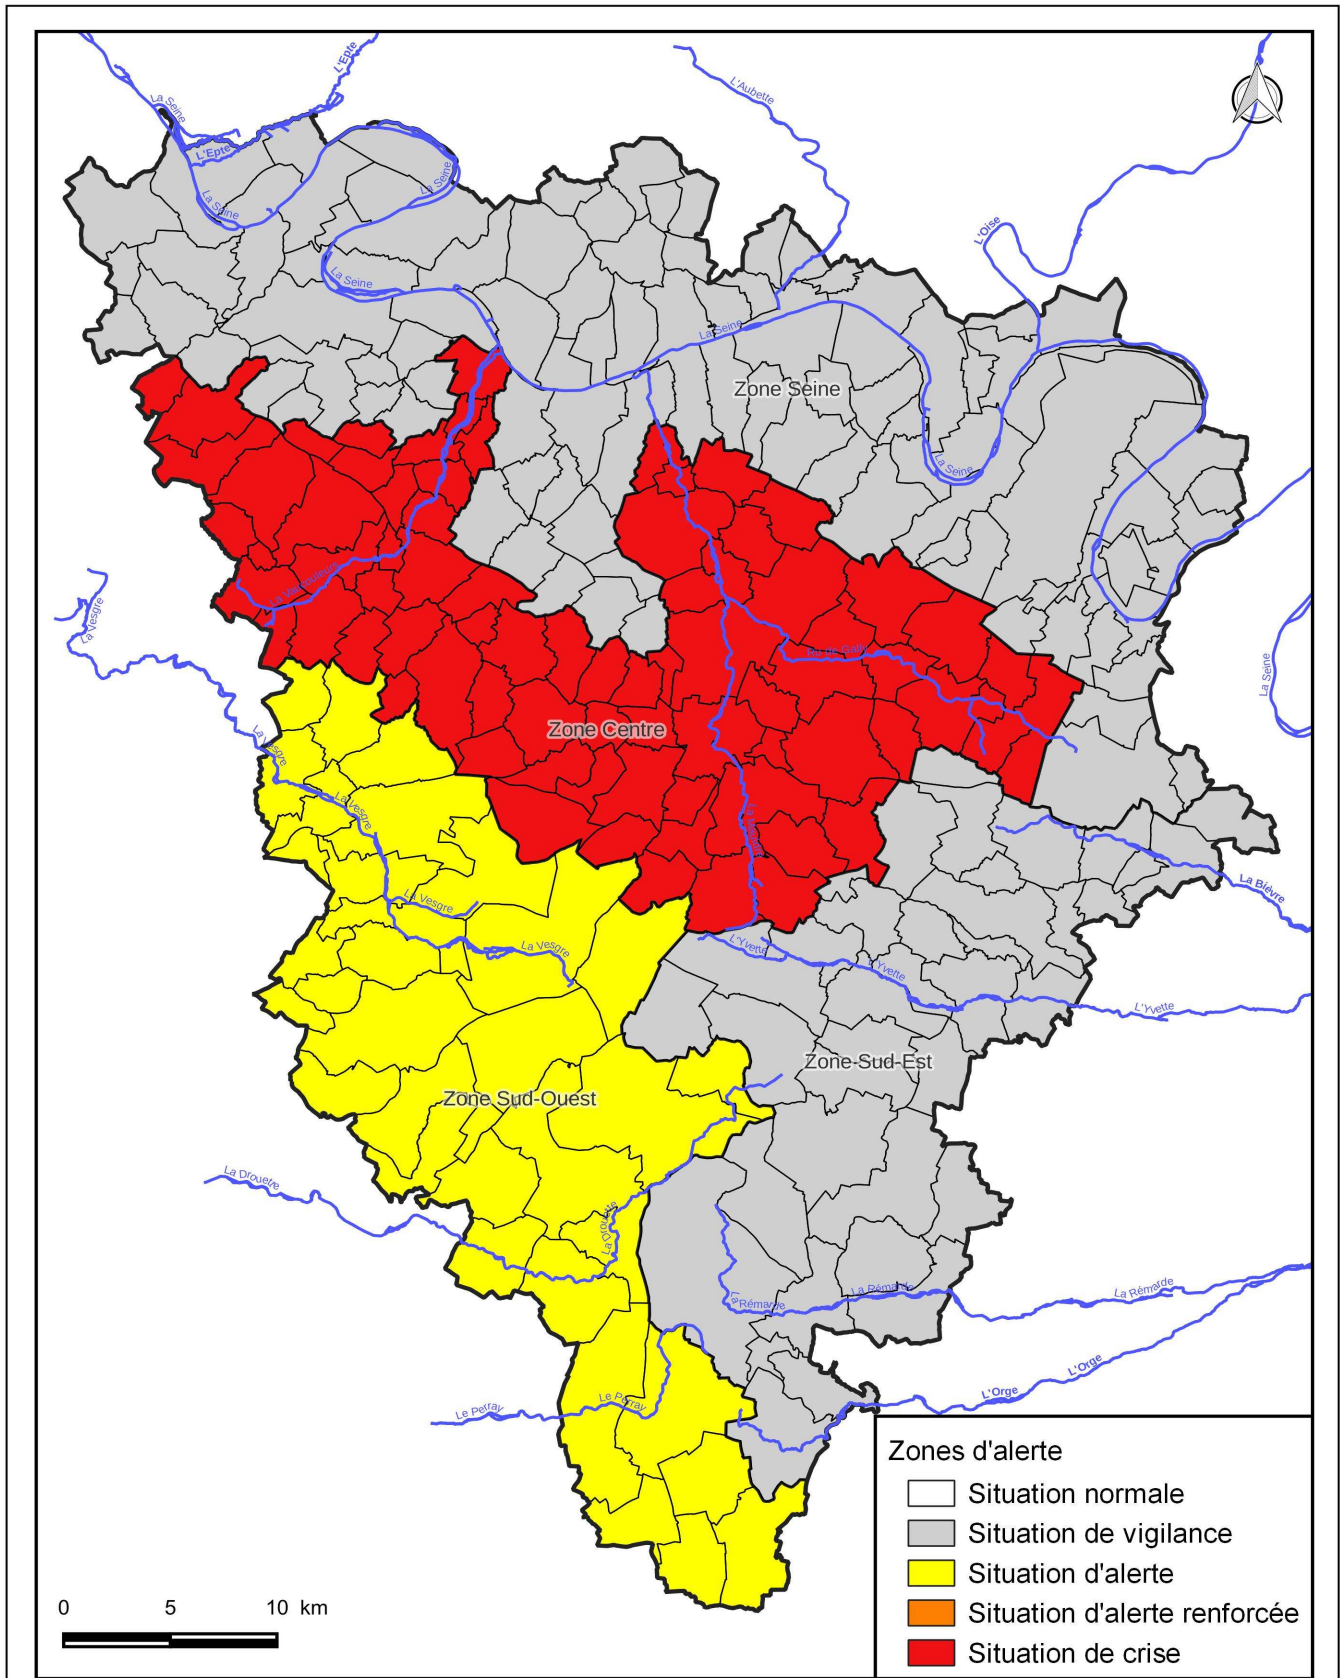 L'Epte
La Seine
L'Epte
L'Aubette
La Seine
La Seine
L'Oise
La Seine
La Seine
Zone Seine
La Seine
La Vaucouleurs
La Vesgre
Ru de Gally
La Seine
Zone Centre
La Vesgre
La Vesgre
La Bièvre
La Vesgre
La Vesgre
L'Yvette
L'Yvette
L'Yvette
Zone Sud-Est
Zone Sud-Ouest
La Drouette
La Drouette
La Rémarde
La Rémarde
La Rémarde
L'Orge
L'Orge
Le Perray
Le Perray
Zones d'alerte
Situation normale
Situation de vigilance
Situation d'alerte
Situation d'alerte renforcée
Situation de crise
0 5 10 km